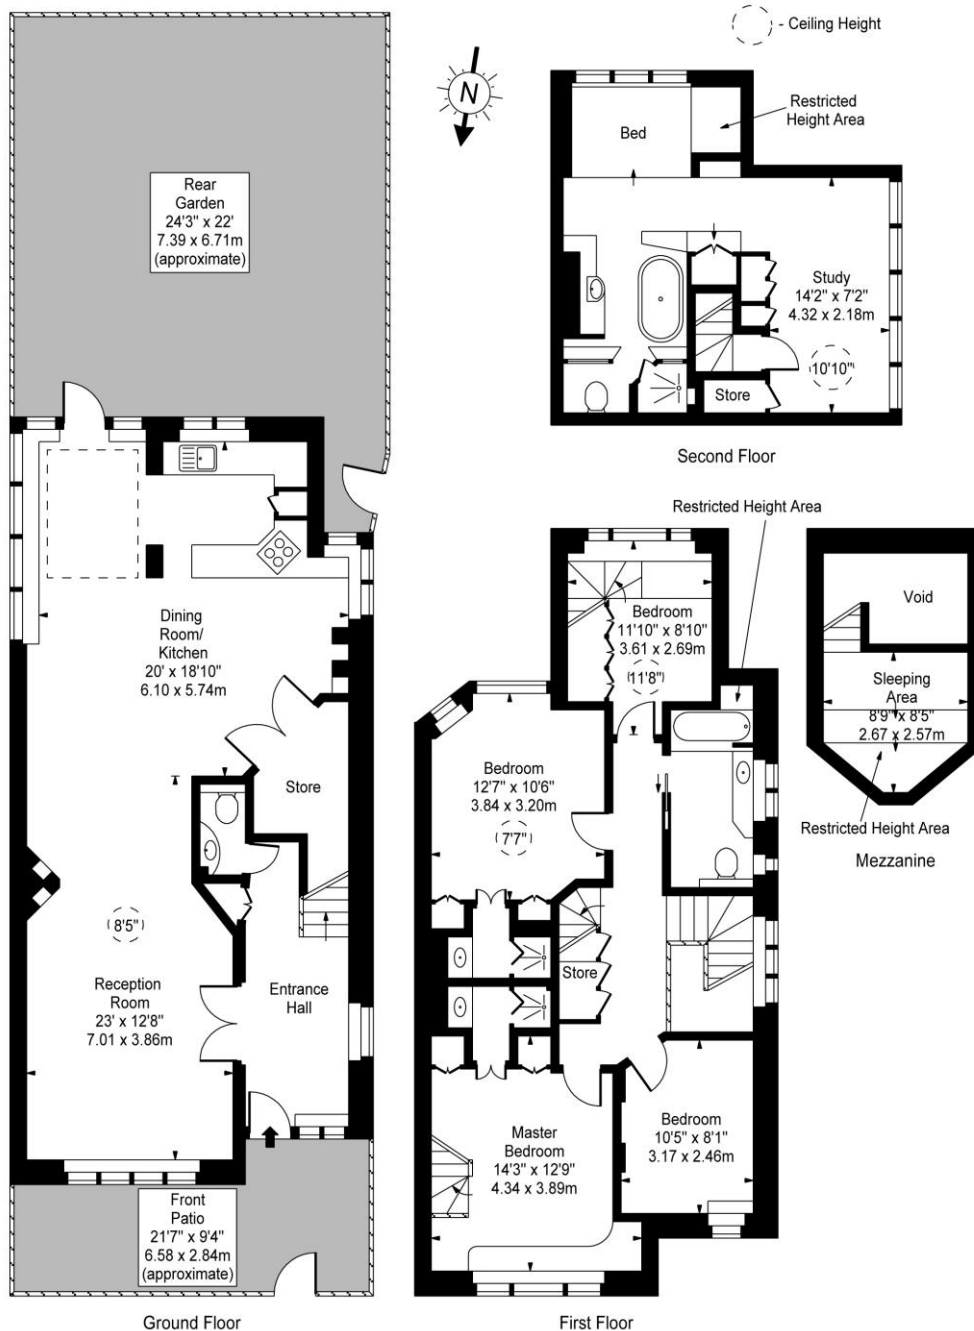 - Ceiling Height
N
Rear
Garden
24'3" x 22'
7.39 x 6.71m
(approximate)
Dining
Room/
Kitchen
20' x 18'10"
6.10 x 5.74m
Store
8'5"
Reception
Room
23' x 12'8"
7.01 x 3.86m
Entrance
Hall
Front
Patio
21'7" x 9'4"
6.58 x 2.84m
(approximate)
Ground Floor
Bed
Restricted
Height Area
Study
14'2" x 7'2"
4.32 x 2.18m
10'10"
Store
Second Floor
Restricted Height Area
Bedroom
11'10" x 8'10"
3.61 x 2.69m
11'8"
Bedroom
12'7" x 10'6"
3.84 x 3.20m
7'7"
Store
Master
Bedroom
14'3" x 12'9"
4.34 x 3.89m
Bedroom
10'5" x 8'1"
3.17 x 2.46m
First Floor
Void
Sleeping
Area
8'9" x 8'5"
2.67 x 2.57m
Restricted Height Area
Mezzanine